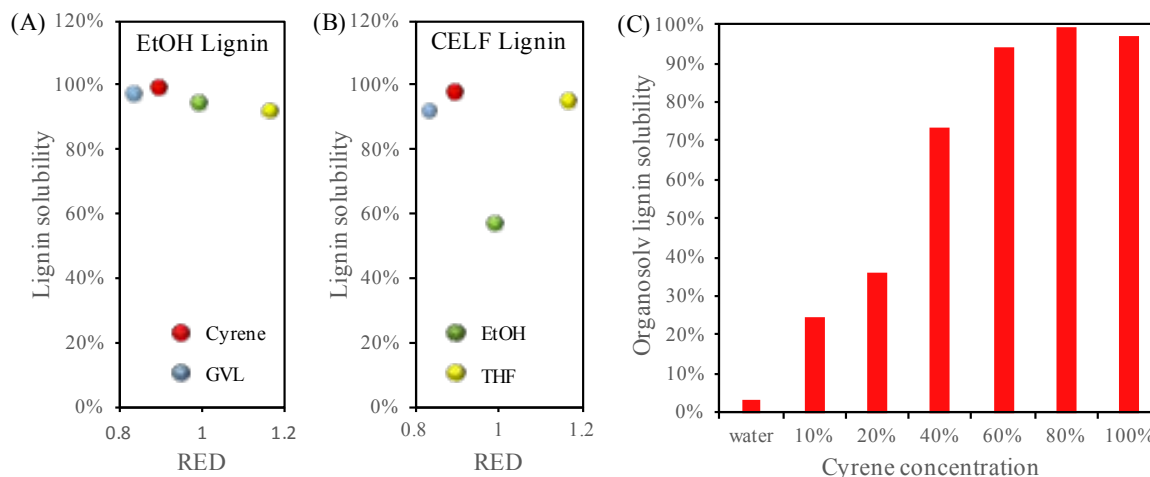 (A)
EtOH Lignin
120%
100%
80%
60%
40%
20%
0%
Lignin solubility
Cyrene
GVL
0.8
1
1.2
RED
(B)
CELF Lignin
120%
100%
80%
60%
40%
20%
0%
Lignin solubility
EtOH
THF
0.8
1
1.2
RED
(C)
100%
90%
80%
70%
60%
50%
40%
30%
20%
10%
0%
Organosolv lignin solubility
water 10% 20% 40% 60% 80% 100%
Cyrene concentration